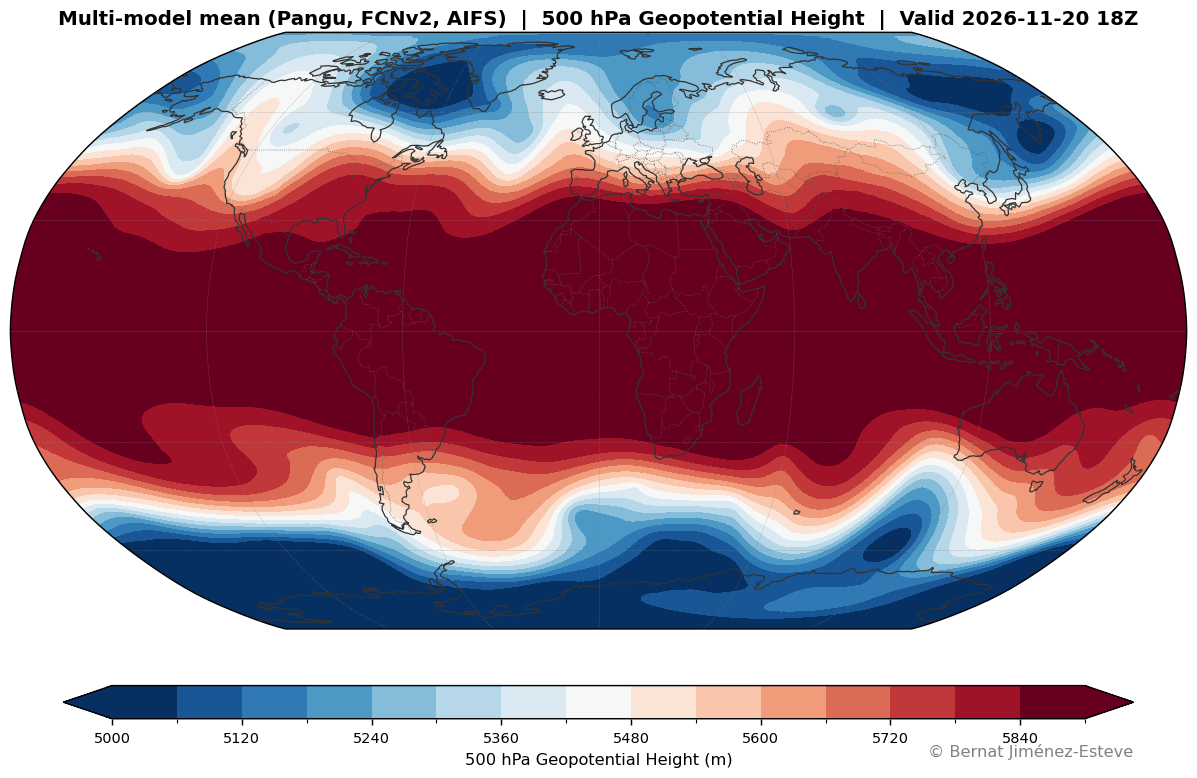 Multi-model mean (Pangu, FCNv2, AIFS)  |  500 hPa Geopotential Height  |  Valid 2026-11-20 18Z
5000 5120 5240 5360 5480 5600 5720 5840
500 hPa Geopotential Height (m)
© Bernat Jiménez-Esteve